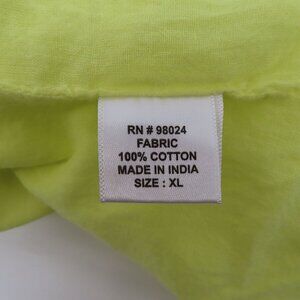 RN # 98024
FABRIC
100% COTTON
MADE IN INDIA
SIZE : XL